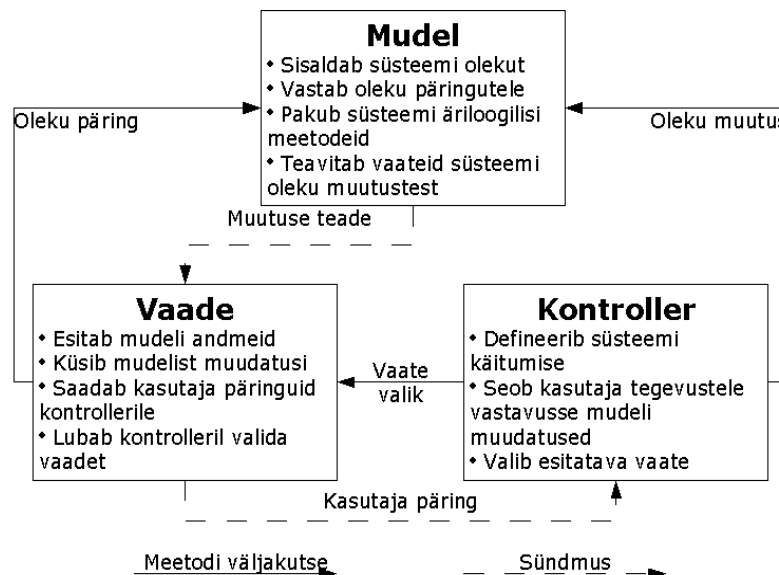 Mudel
• Sisaldab süsteemi olekut
• Vastab oleku päringutele
• Pakub süsteemi äriloogilisi
meetodeid
• Teavitab vaateid süsteemi
oleku muutustest
Oleku päring
Oleku muutus
Muutuse teade
Vaade
• Esitab mudeli andmeid
• Küsib mudelist muudatusi
• Saadab kasutaja päringuid
kontrollerile
• Lubab kontrolleril valida
vaadet
Vaate
valik
Kontroller
• Defineerib süsteemi
käitumise
• Seob kasutaja tegevustele
vastavusse mudeli
muudatused
• Valib esitatava vaate
Kasutaja päring
Meetodi väljakutse
Sündmus